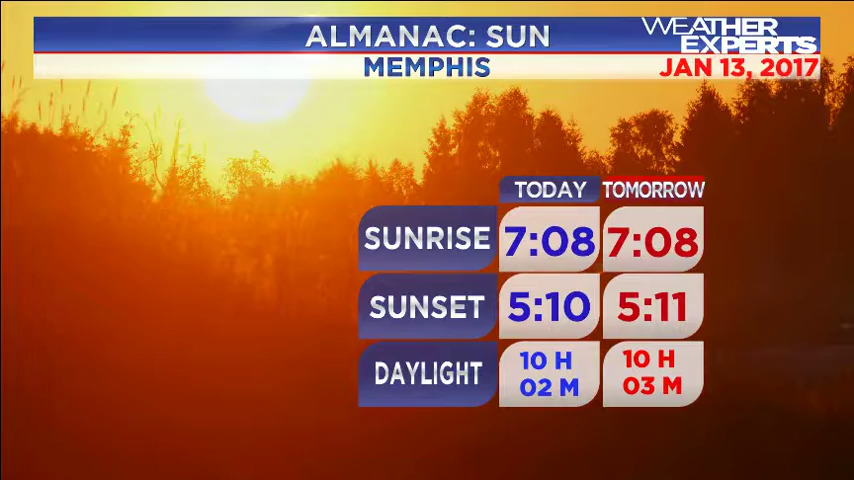 ALMANAC: SUN
WEATHER
EXPERTS
MEMPHIS
JAN 13, 2017
TODAY TOMORROW
SUNRISE 7:08 7:08
SUNSET 5:10 5:11
DAYLIGHT 10 H 02 M 10 H 03 M